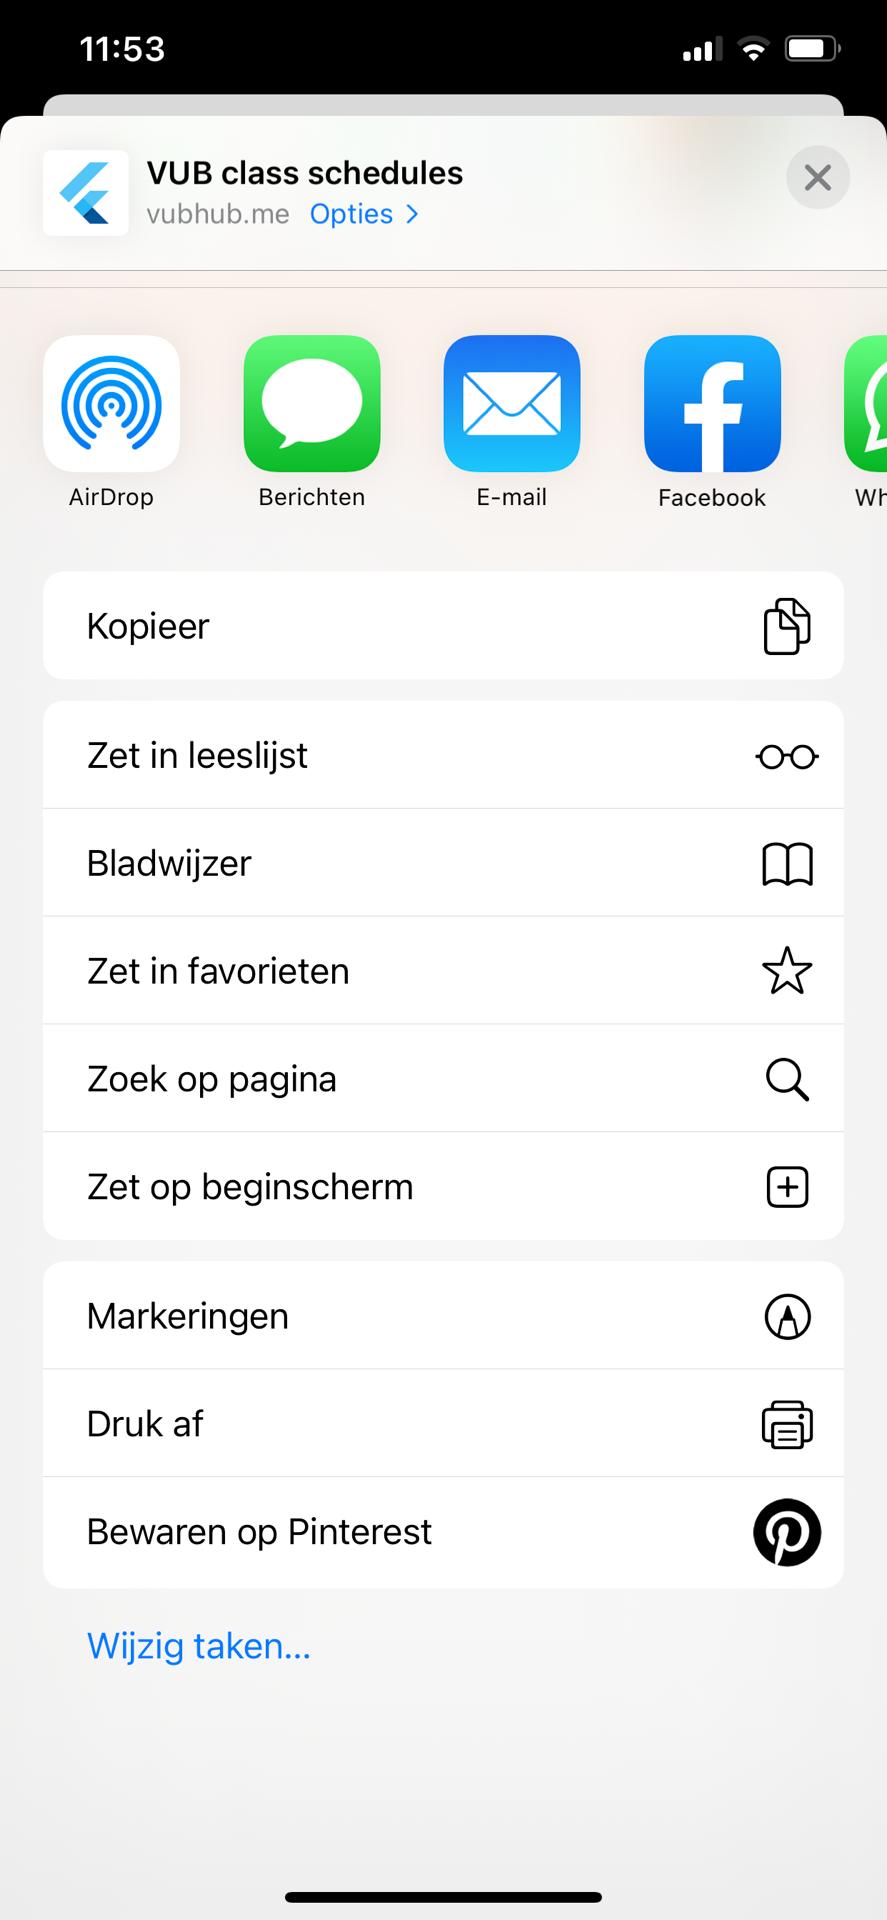 11:53
VUB class schedules
vubhub.me Opties >
AirDrop Berichten E-mail Facebook Wh
Kopieer
Zet in leeslijst
Bladwijzer
Zet in favorieten
Zoek op pagina
Zet op beginscherm
Markeringen
Druk af
Bewaren op Pinterest
Wijzig taken...